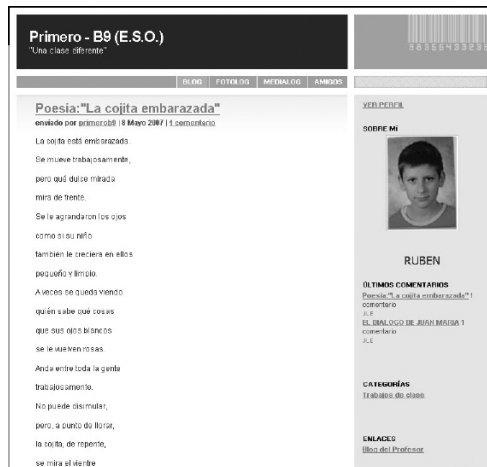 Primero - B9 (E.S.O.)
"Una clase diferente"
BLOG | FOTOLOG | MEDIALOG | AMIGOS
Poesia:"La cojita embarazada"
enviado por primerob9 | 8 Mayo 2007 | 1 comentario
La cojita está embarazada.
Se mueve trabajosamente,
pero qué dulce mirada
mira de frente.
Se le agrandaron los ojos
como si su niño
también le creciera en ellos
pequeño y limpio.
A veces se queda viendo
quién sabe qué cosas
que sus ojos blancos
se le vuelven rosas.
Anda entre toda la gente
trabajosamente.
No puede disimular,
pero, a punto de llorar,
la cojita, de repente,
se mira el vientre
VER PERFIL
SOBRE Mí
RUBEN
ÚLTIMOS COMENTARIOS
Poesia:"La cojita embarazada" 1
comentario
JLE
EL DIALOGO DE JUAN MARIA 1
comentario
JLE
CATEGORÍAS
Trabajos de clase
ENLACES
Blog del Profesor